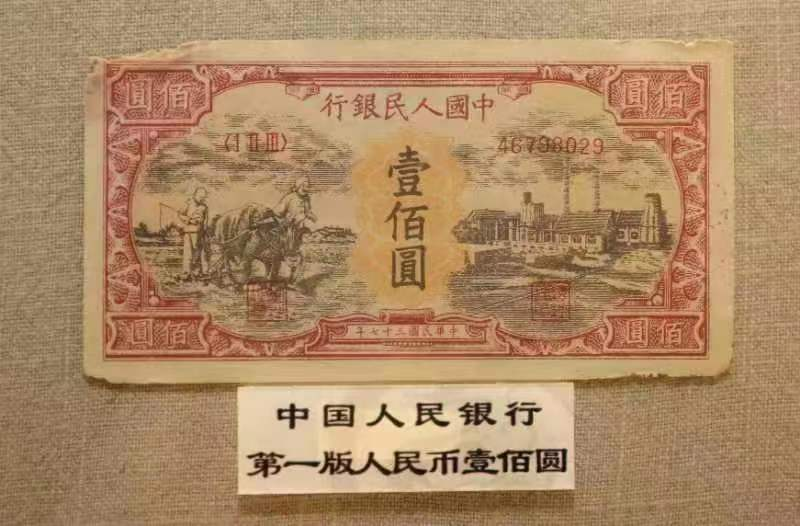 中國人民銀行
佰圓
佰圓
〈I II III〉
46798029
壹佰圓
中華民國三十七年
佰圓
佰圓
中国人民银行
第一版人民币壹佰圆